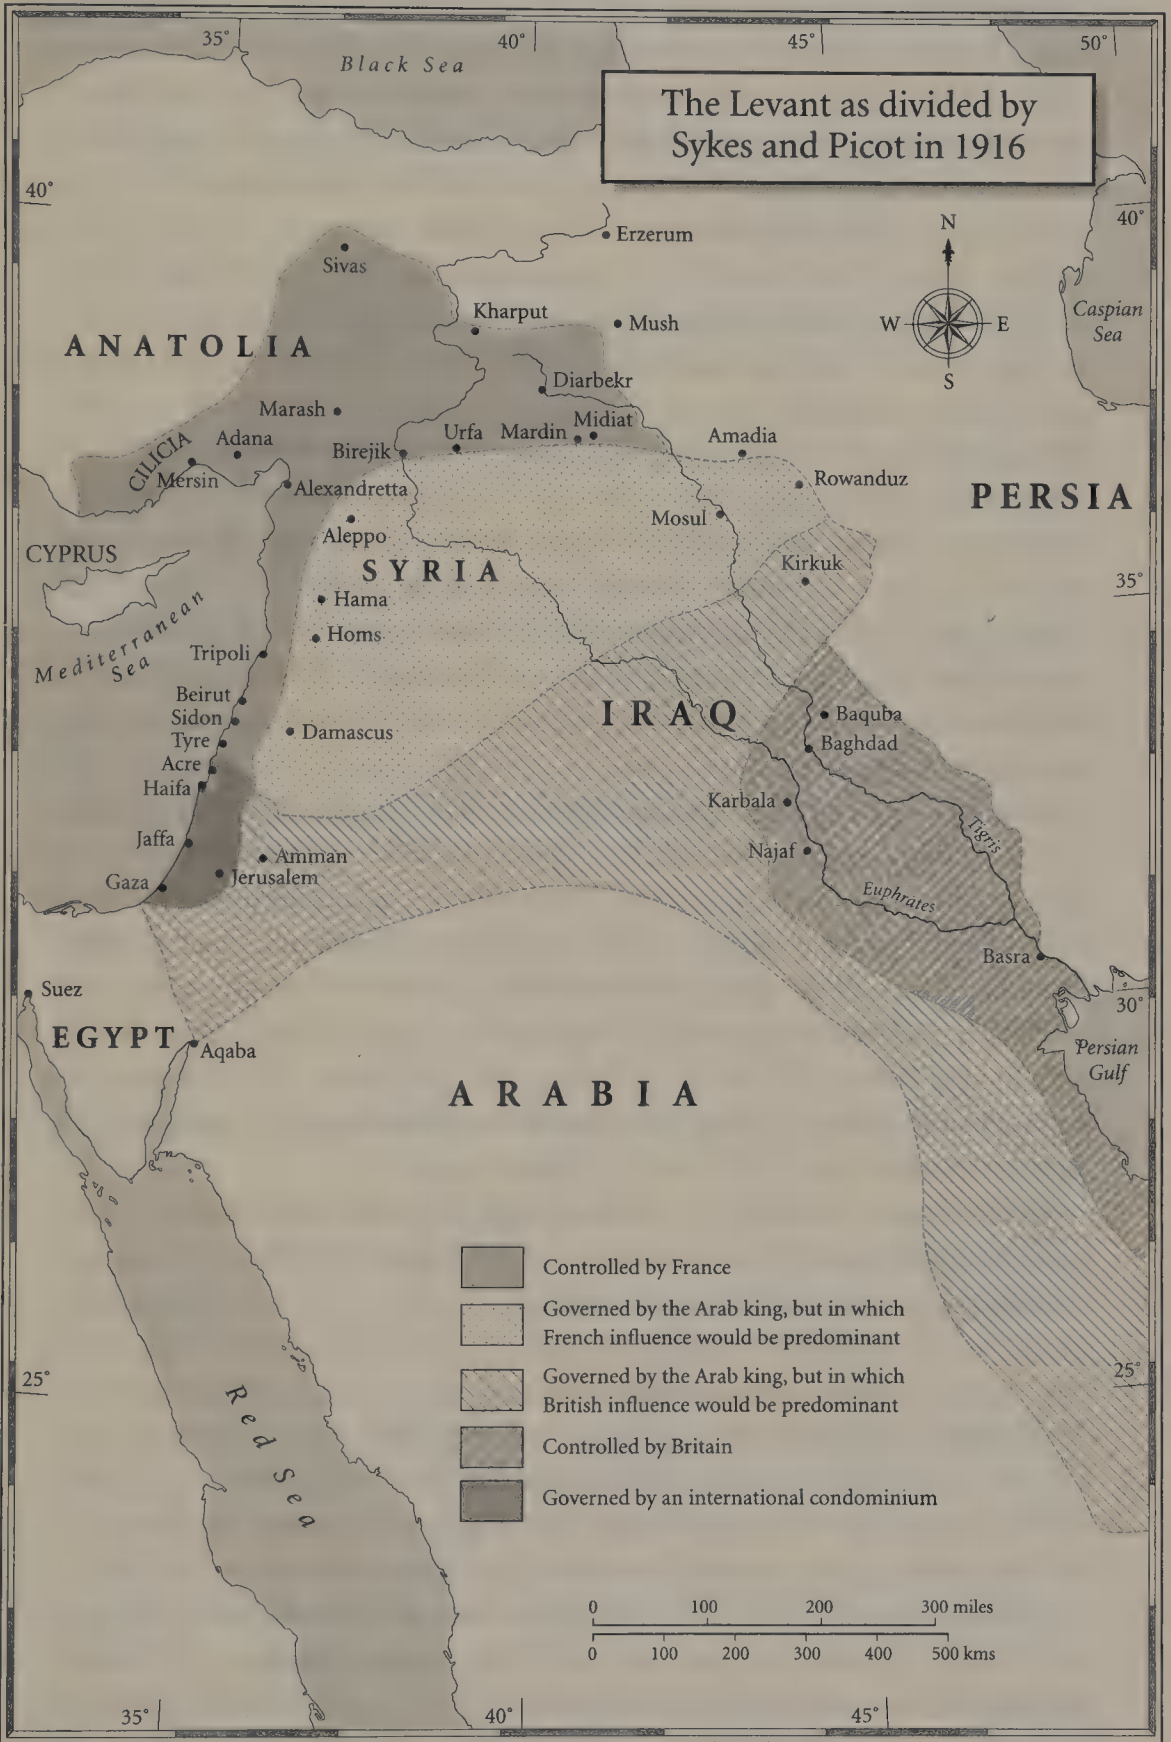 35°
40°
45°
50°
Black Sea
The Levant as divided by
Sykes and Picot in 1916
40°
40°
N
W
E
S
Erzerum
Sivas
Kharput
Mush
Caspian
Sea
ANATOLIA
Diarbekr
Marash
Midiat
Urfa
Mardin
Adana
CILICIA
Birejik
Amadia
Mersin
Alexandretta
Rowanduz
PERSIA
Mosul
Aleppo
CYPRUS
SYRIA
Kirkuk
35°
Hama
Homs
Mediterranean
Sea
Tripoli
Beirut
Sidon
IRAQ
Baquba
Tyre
Damascus
Baghdad
Acre
Haifa
Karbala
Jaffa
Tigris
Najaf
Amman
Jerusalem
Gaza
Euphrates
Basra
Suez
30°
EGYPT
Aqaba
Persian
Gulf
ARABIA
Controlled by France
Governed by the Arab king, but in which
French influence would be predominant
Governed by the Arab king, but in which
British influence would be predominant
Controlled by Britain
Governed by an international condominium
25°
25°
Red Sea
0 100 200 300 miles
0 100 200 300 400 500 kms
35°
40°
45°